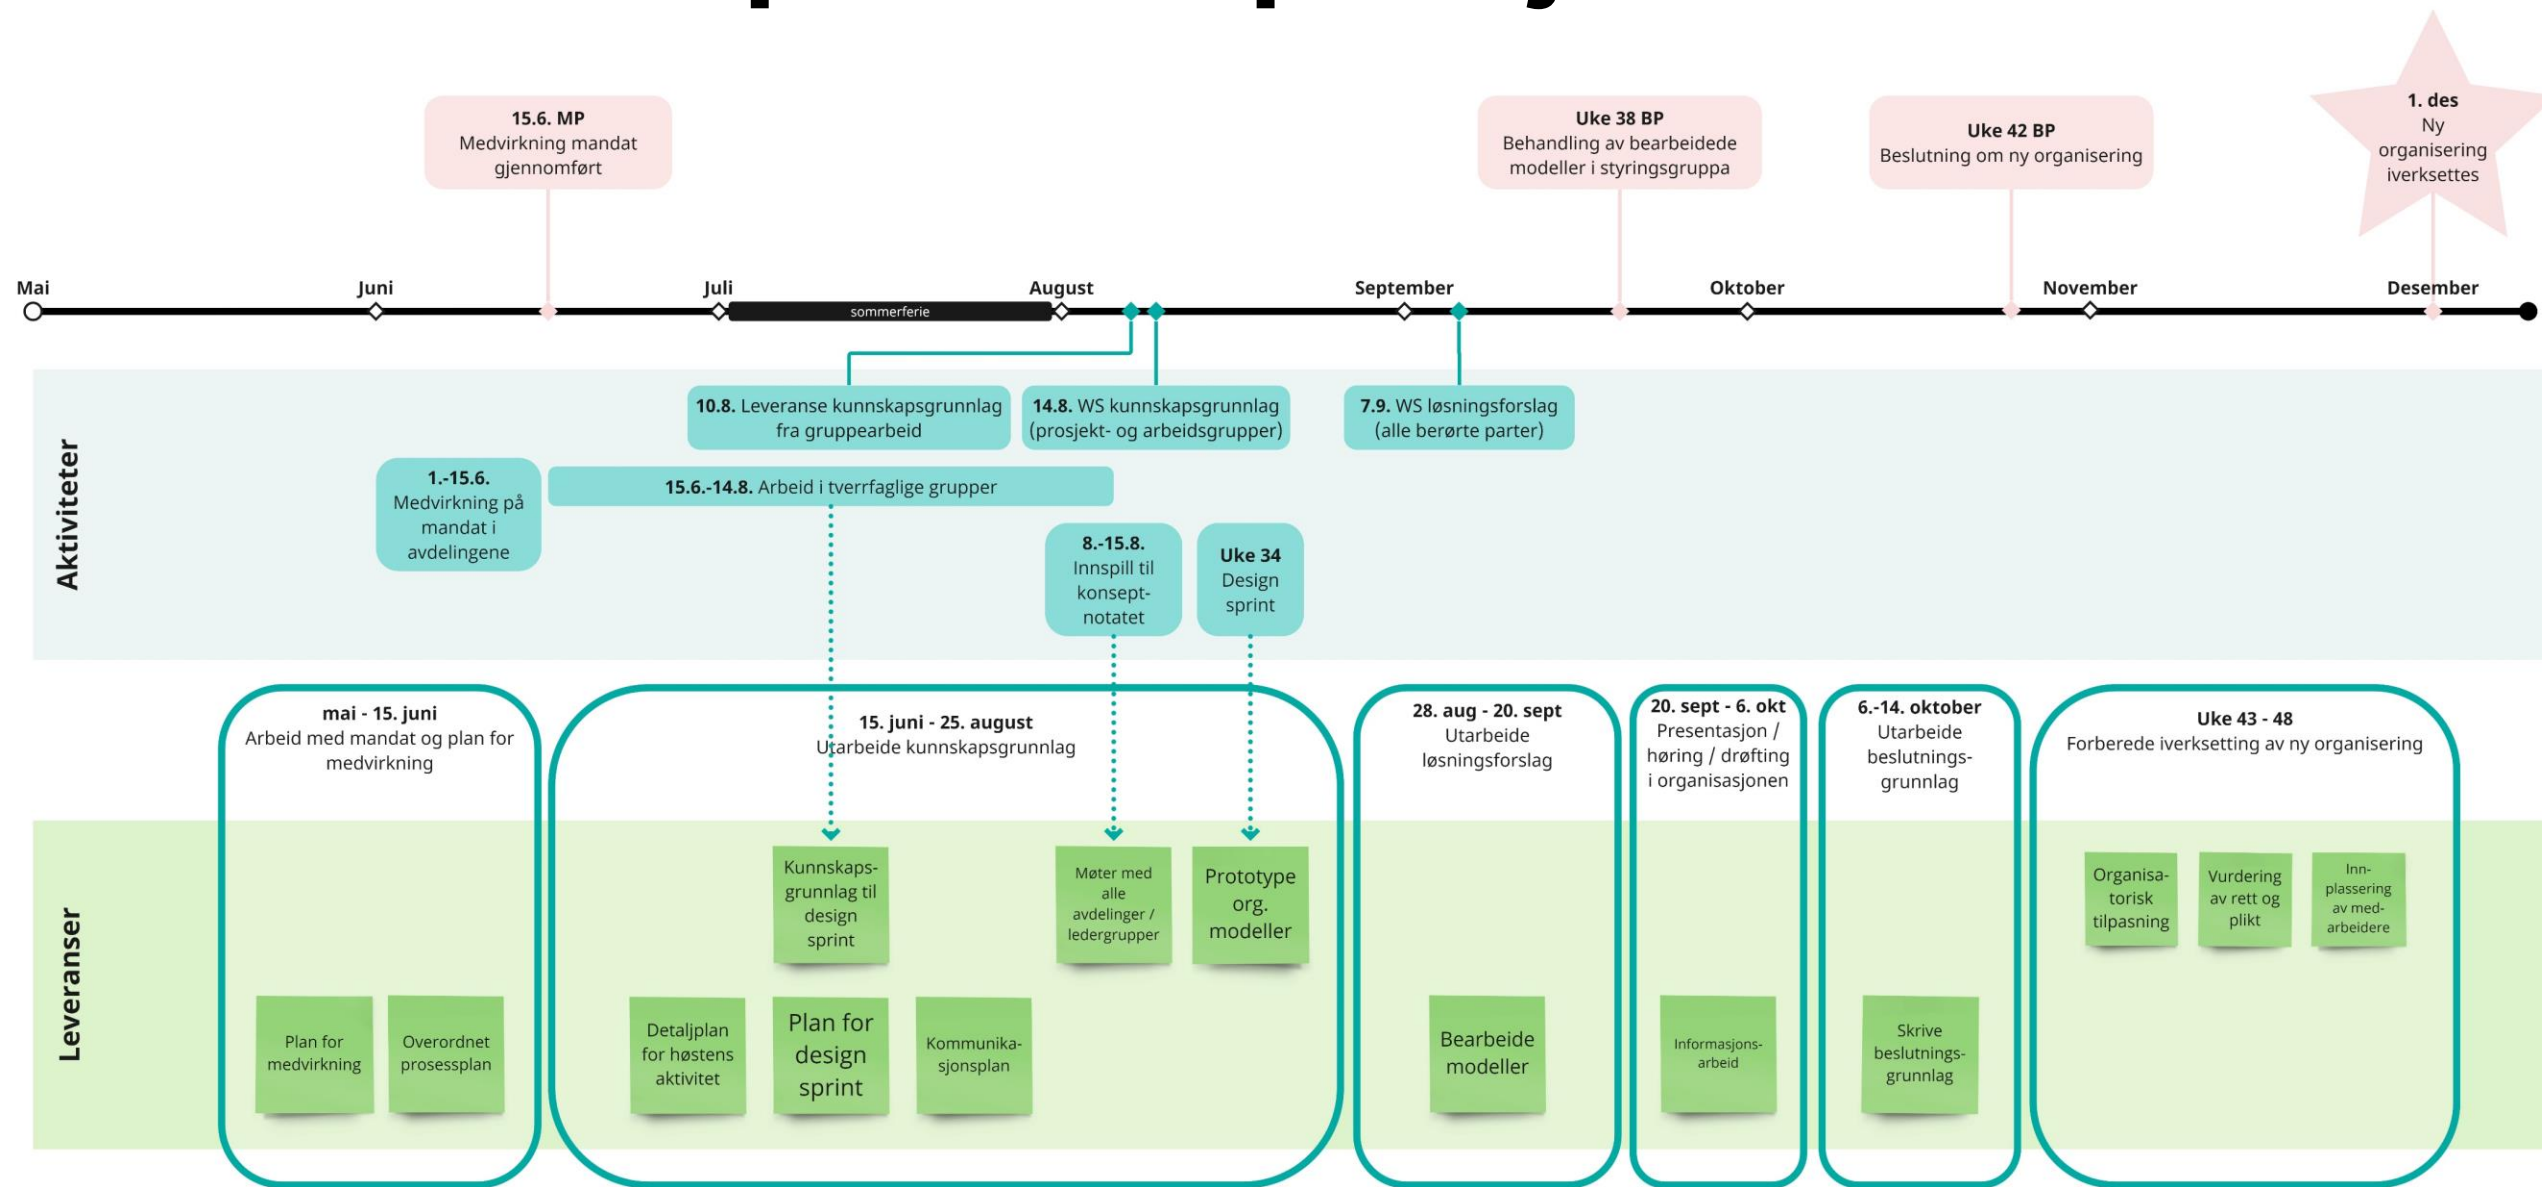 15.6. MP
Medvirkning mandat
gjennomført
Uke 38 BP
Behandling av bearbeidede
modeller i styringsgruppa
Uke 42 BP
Beslutning om ny organisering
1. des
Ny
organisering
iverksettes
Mai
Juni
Juli
August
September
Oktober
November
Desember
sommerferie
Aktiviteter
10.8. Leveranse kunnskapsgrunnlag
fra gruppearbeid
14.8. WS kunnskapsgrunnlag
(prosjekt- og arbeidsgrupper)
7.9. WS løsningsforslag
(alle berørte parter)
1.-15.6.
Medvirkning på
mandat i
avdelingene
15.6.-14.8. Arbeid i tverrfaglige grupper
8.-15.8.
Innspill til
konsept-
notatet
Uke 34
Design
sprint
mai - 15. juni
Arbeid med mandat og plan for
medvirkning
15. juni - 25. august
Utarbeide kunnskapsgrunnlag
28. aug - 20. sept
Utarbeide
løsningsforslag
20. sept - 6. okt
Presentasjon /
høring / drøfting
i organisasjonen
6.-14. oktober
Utarbeide
beslutnings-
grunnlag
Uke 43 - 48
Forberede iverksetting av ny organisering
Leveranser
Kunnskaps-
grunnlag til
design
sprint
Møter med
alle
avdelinger /
ledergrupper
Prototype
org.
modeller
Organisa-
torisk
tilpasning
Vurdering
av rett og
plikt
Inn-
plassering
av med-
arbeidere
Plan for
medvirkning
Overordnet
prosessplan
Detaljplan
for høstens
aktivitet
Plan for
design
sprint
Kommunika-
sjonsplan
Bearbeide
modeller
Informasjons-
arbeid
Skrive
beslutnings-
grunnlag